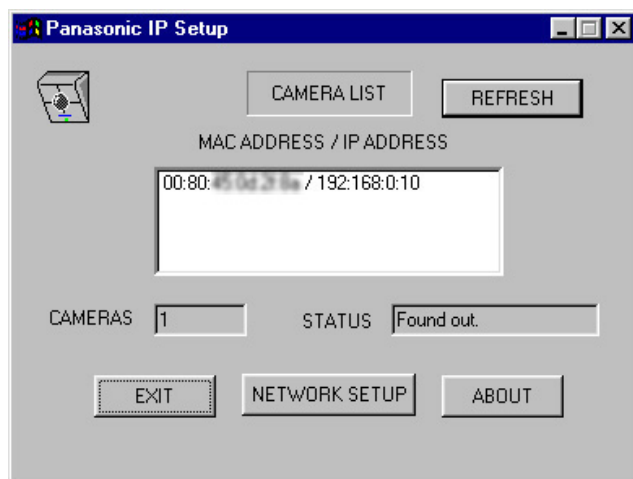 Panasonic IP Setup
CAMERA LIST
REFRESH
MAC ADDRESS / IP ADDRESS
00:80: / 192:168:0:10
CAMERAS 1 STATUS Found out.
EXIT NETWORK SETUP ABOUT